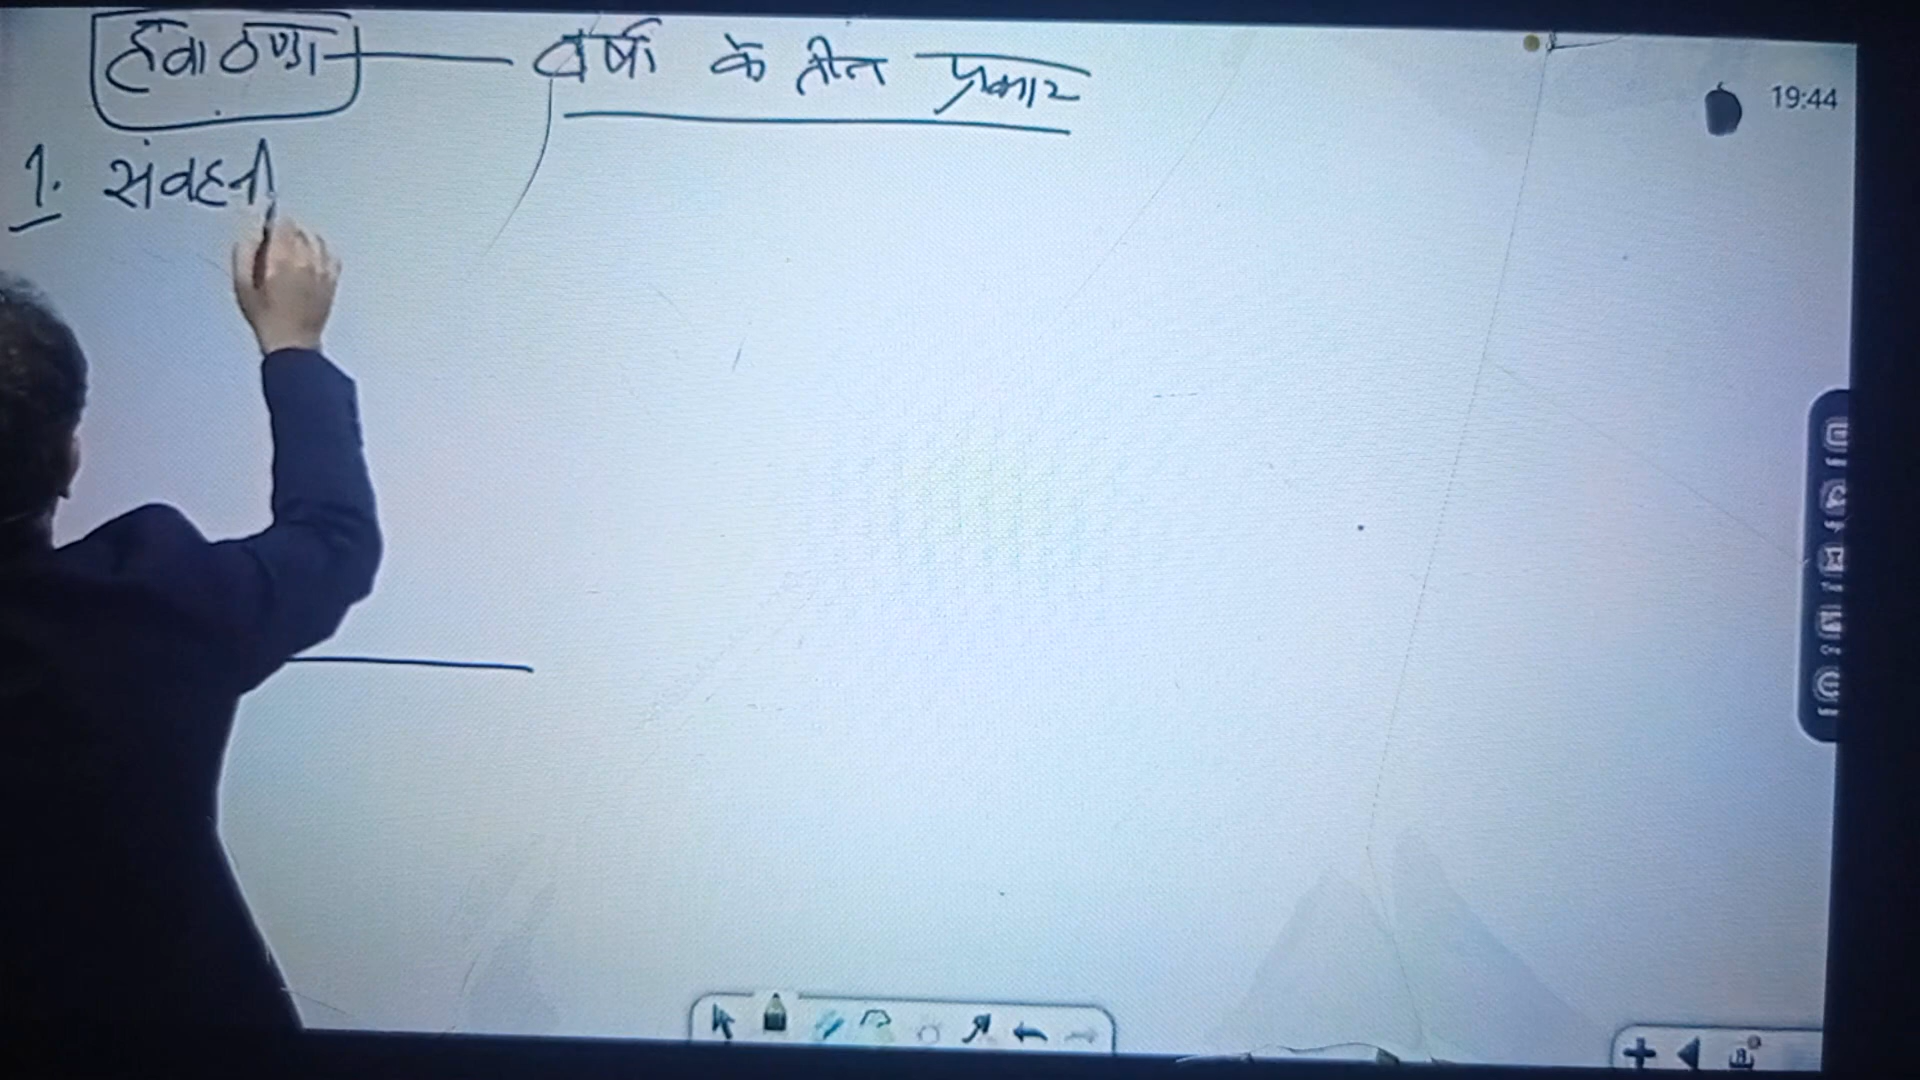 हवा ठण्डा — वर्षा के तीन प्रकार
19:44
1. संवहनी